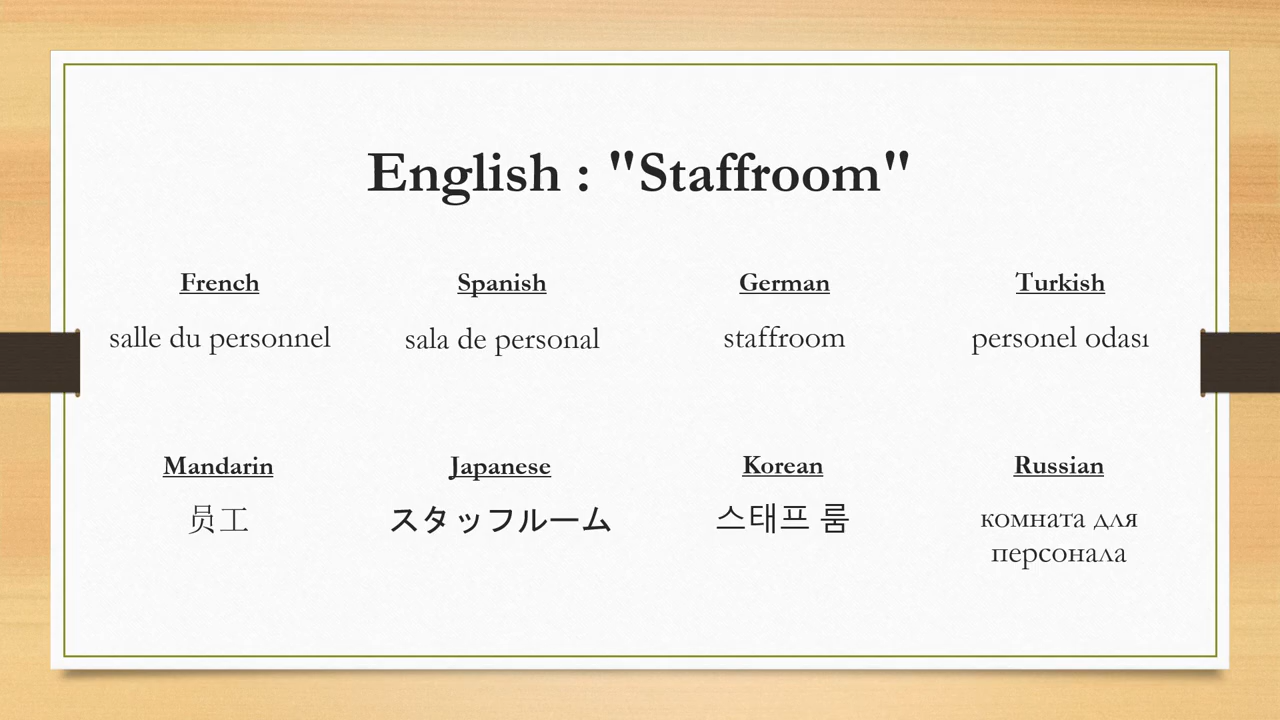 English : "Staffroom"
French
salle du personnel
Spanish
sala de personal
German
staffroom
Turkish
personel odası
Mandarin
员工
Japanese
スタッフルーム
Korean
스태프 룸
Russian
комната для
персонала